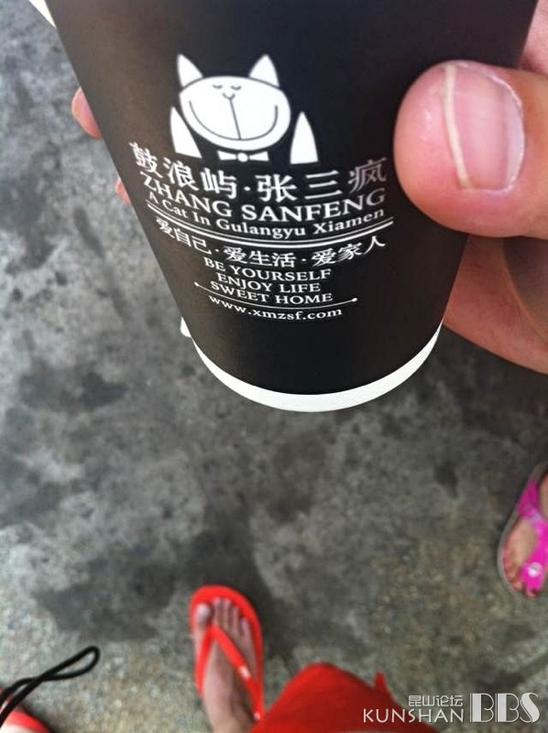 鼓浪屿·张三疯
ZHANG SANFENG
A Cat In Gulangyu Xiamen
爱自己·爱生活·爱家人
BE YOURSELF
ENJOY LIFE
SWEET HOME
www.xmzsf.com
昆山论坛
KUNSHAN BBS